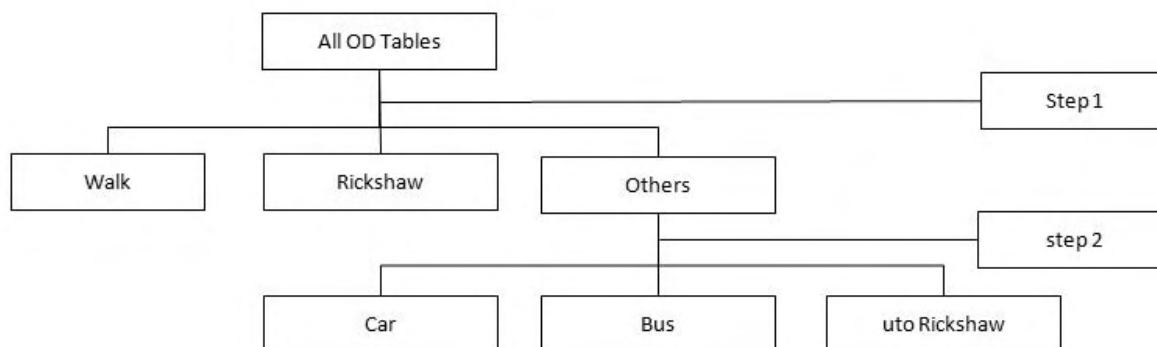 All OD Tables
Step 1
Walk
Rickshaw
Others
step 2
Car
Bus
uto Rickshaw